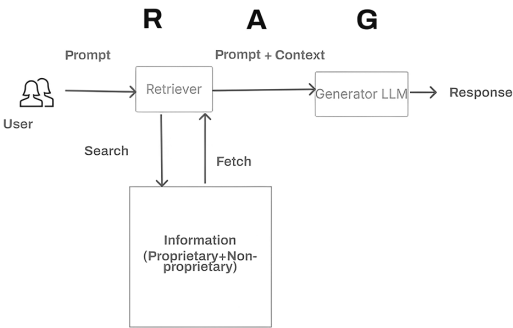 R A G
Prompt
Prompt + Context
Retriever
Generator LLM
Response
User
Search
Fetch
Information
(Proprietary+Non-
proprietary)